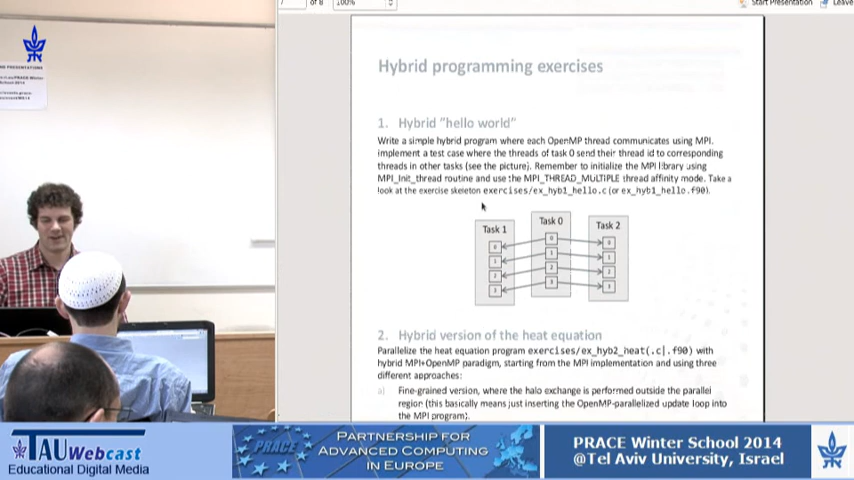 7 of 8 100% Start Presentation Leave
Hybrid programming exercises
1. Hybrid "hello world"
Write a simple hybrid program where each OpenMP thread communicates using MPI.
Implement a test case where the threads of task 0 send their thread id to corresponding
threads in other tasks (see the picture). Remember to initialize the MPI library using
MPI_Init_thread routine and use the MPI_THREAD_MULTIPLE thread affinity mode. Take a
look at the exercise skeleton exercises/ex_hyb1_hello.c (or ex_hyb1_hello.f90).
Task 1 Task 0 Task 2
0 0 0
1 1 1
2 2 2
3 3 3
2. Hybrid version of the heat equation
Parallelize the heat equation program exercises/ex_hyb2_heat(.c|.f90) with
hybrid MPI+OpenMP paradigm, starting from the MPI implementation and using three
different approaches:
a) Fine-grained version, where the halo exchange is performed outside the parallel
region (this basically means just inserting the OpenMP-parallelized update loop into
the MPI program).
TAU Webcast
Educational Digital Media
PRACE
PARTNERSHIP FOR
ADVANCED COMPUTING
IN EUROPE
PRACE Winter School 2014
@Tel Aviv University, Israel